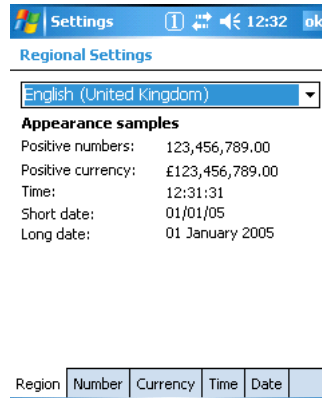 Settings 1 12:32 ok
Regional Settings
English (United Kingdom)
Appearance samples
Positive numbers: 123,456,789.00
Positive currency: £123,456,789.00
Time: 12:31:31
Short date: 01/01/05
Long date: 01 January 2005
Region Number Currency Time Date